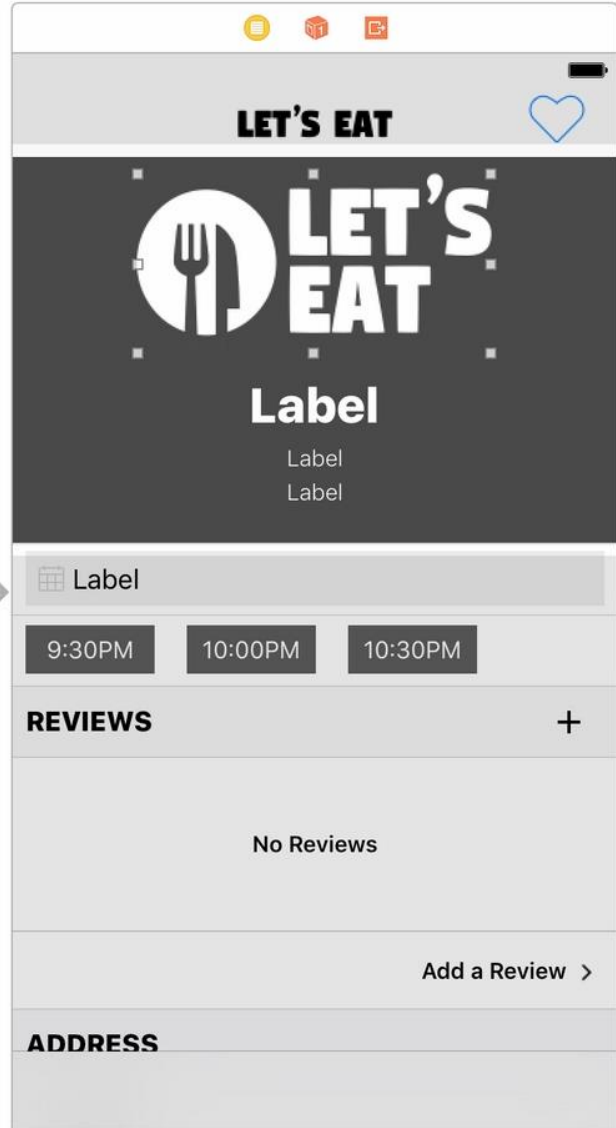 LET'S EAT
LET'S
EAT
Label
Label
Label
Label
9:30PM 10:00PM 10:30PM
REVIEWS +
No Reviews
Add a Review >
ADDRESS